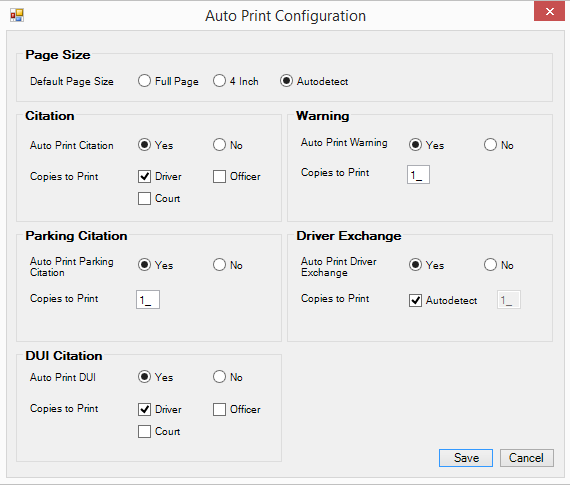 Auto Print Configuration
Page Size
Default Page Size Full Page 4 Inch Autodetect
Citation
Auto Print Citation Yes No
Copies to Print Driver Officer
Court
Warning
Auto Print Warning Yes No
Copies to Print 1_
Parking Citation
Auto Print Parking
Citation Yes No
Copies to Print 1_
Driver Exchange
Auto Print Driver
Exchange Yes No
Copies to Print Autodetect 1_
DUI Citation
Auto Print DUI Yes No
Copies to Print Driver Officer
Court
Save Cancel